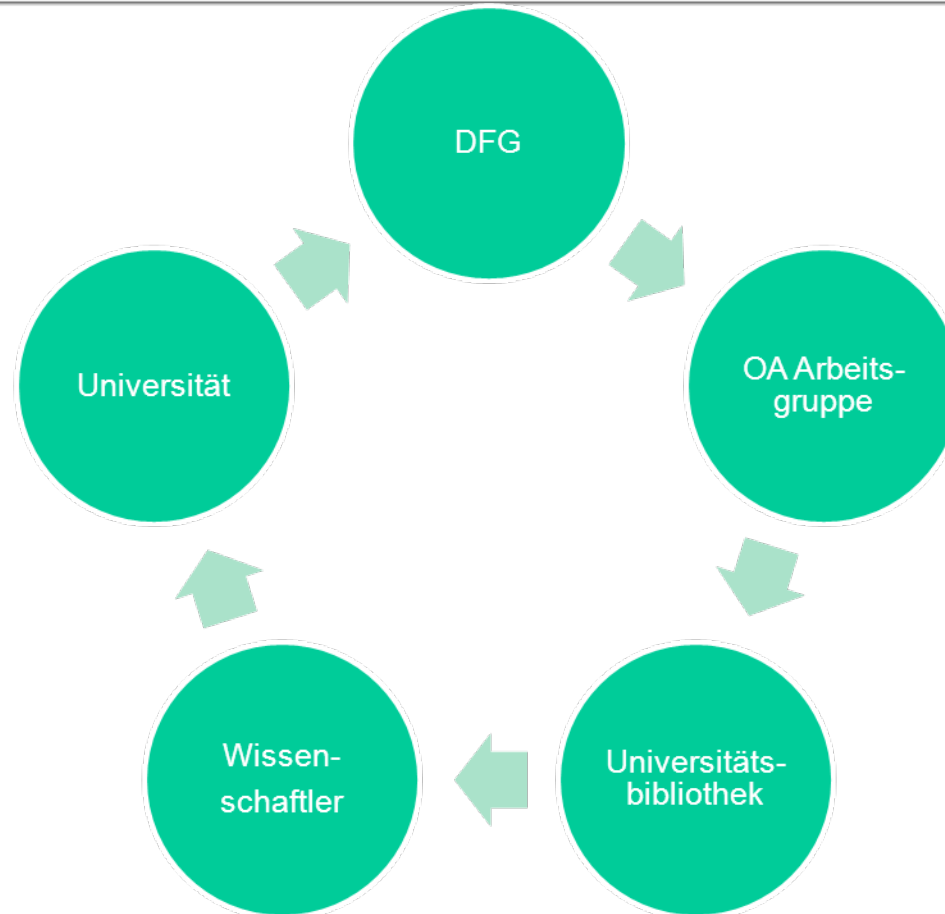 DFG
OA Arbeits-
gruppe
Universitäts-
bibliothek
Wissen-
schaftler
Universität